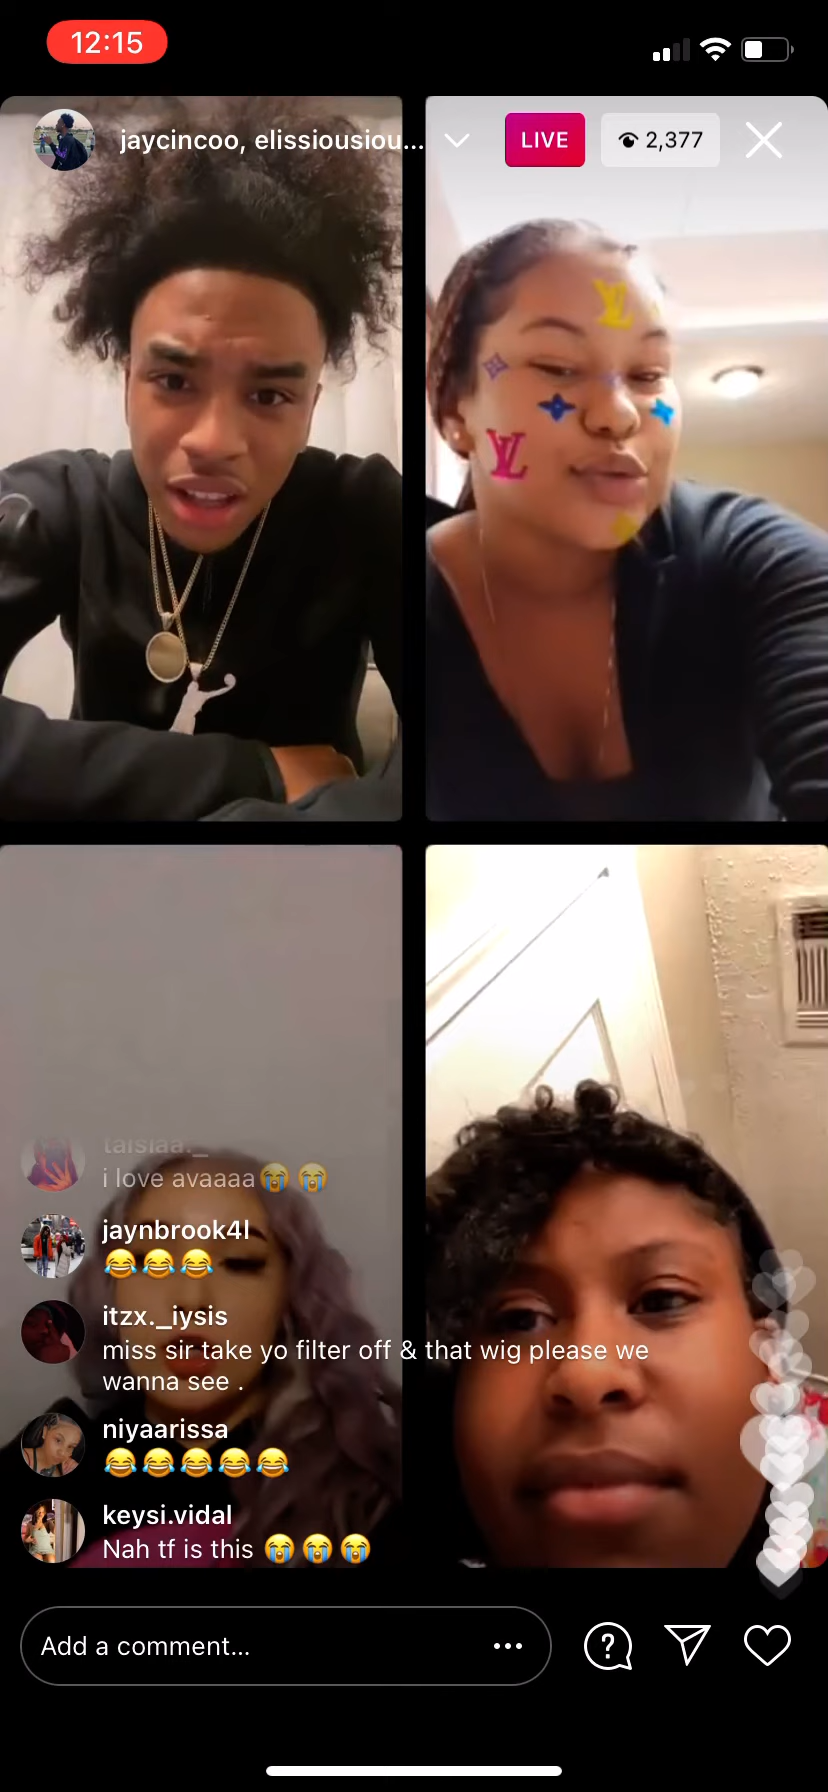 12:15
jaycincoo, elissiousiou...
LIVE
2,377
taisiaa._
i love avaaaa😭😭
jaynbrook4l
😂😂😂
itzx._iysis
miss sir take yo filter off & that wig please we
wanna see .
niyaarissa
😂😂😂😂😂
keysi.vidal
Nah tf is this 😭😭😭
Add a comment...